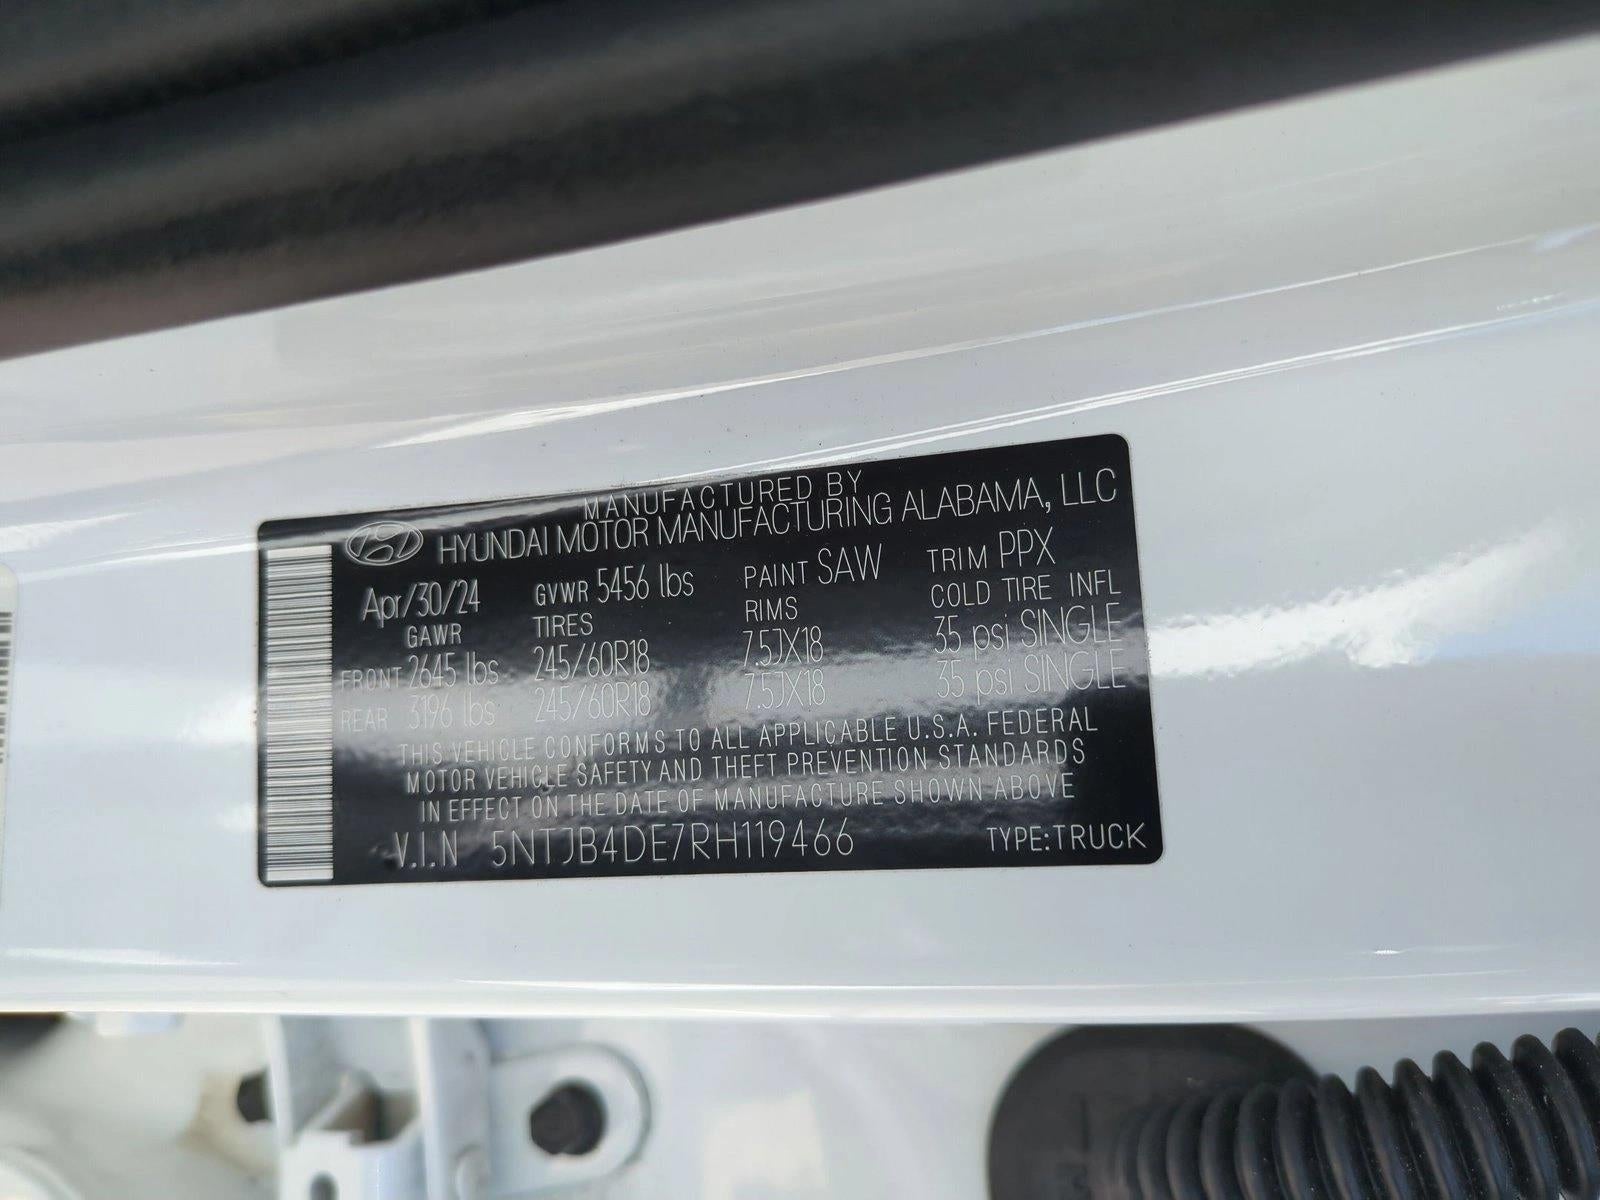 MANUFACTURED BY
HYUNDAI MOTOR MANUFACTURING ALABAMA, LLC
Apr/30/24 GVWR 5456 lbs PAINT SAW TRIM PPX
GAWR TIRES RIMS COLD TIRE INFL
FRONT 2645 lbs 245/60R18 7.5JX18 35 psi SINGLE
REAR 3196 lbs 245/60R18 7.5JX18 35 psi SINGLE
THIS VEHICLE CONFORMS TO ALL APPLICABLE U.S.A. FEDERAL
MOTOR VEHICLE SAFETY AND THEFT PREVENTION STANDARDS
IN EFFECT ON THE DATE OF MANUFACTURE SHOWN ABOVE
V.I.N 5NTJB4DE7RH119466 TYPE:TRUCK